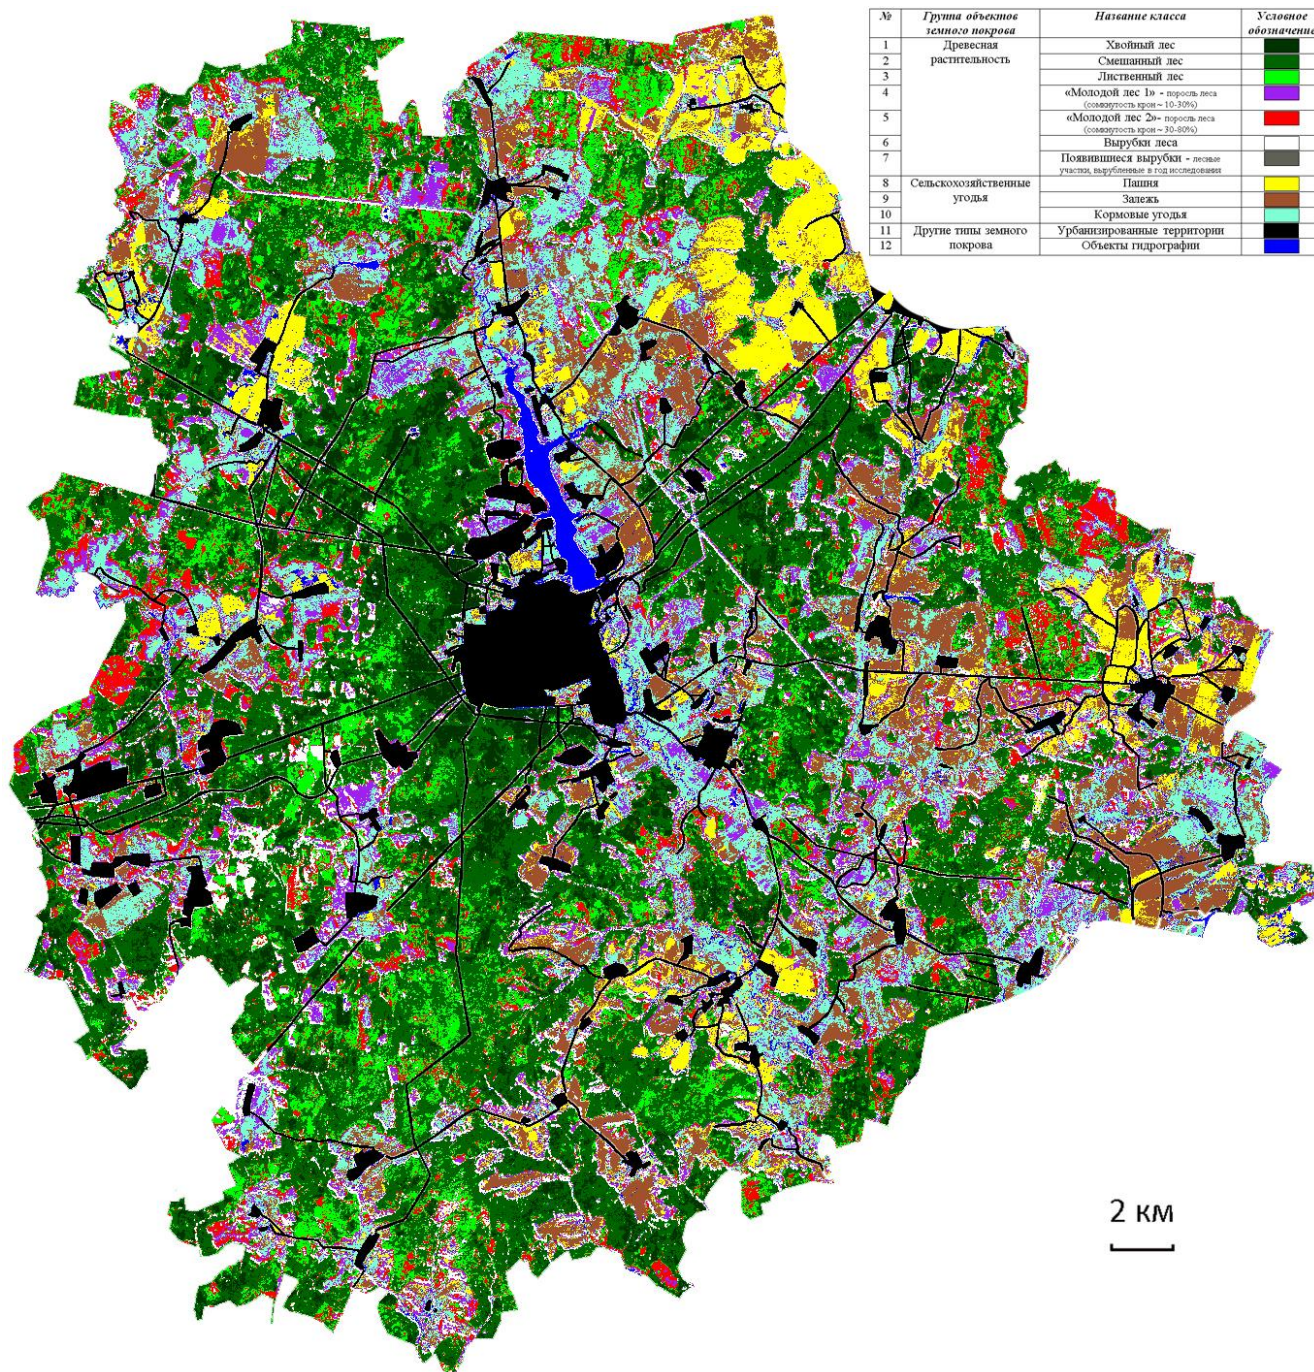 № Группа объектов земного покрова Название класса Условное обозначение
1 Древесная растительность Хвойный лес
2 Смешанный лес
3 Лиственный лес
4 «Молодой лес 1» - поросль леса
(сомкнутость крон ~ 10-30%)
5 «Молодой лес 2»- поросль леса
(сомкнутость крон ~ 30-80%)
6 Вырубки леса
7 Появившиеся вырубки - лесные
участки, вырубленные в год исследования
8 Сельскохозяйственные угодья Пашня
9 Залежь
10 Кормовые угодья
11 Другие типы земного покрова Урбанизированные территории
12 Объекты гидрографии
2 км